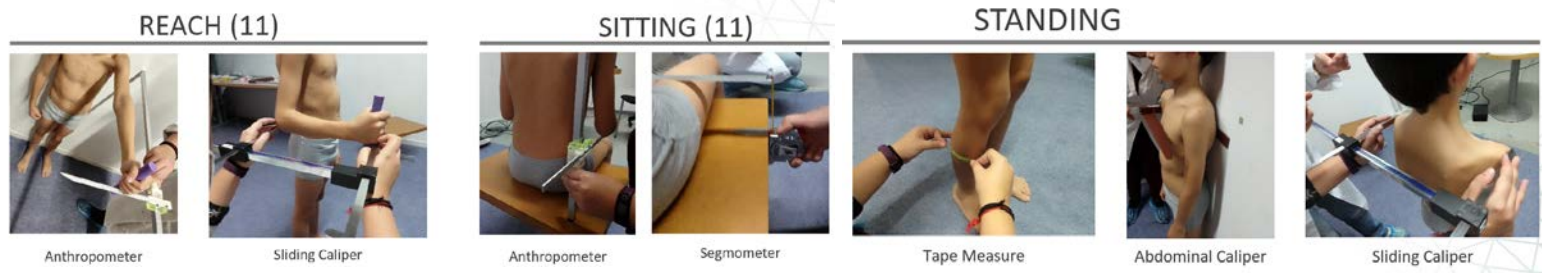 REACH (11)
SITTING (11)
STANDING
Anthropometer
Sliding Caliper
Anthropometer
Segmometer
Tape Measure
Abdominal Caliper
Sliding Caliper